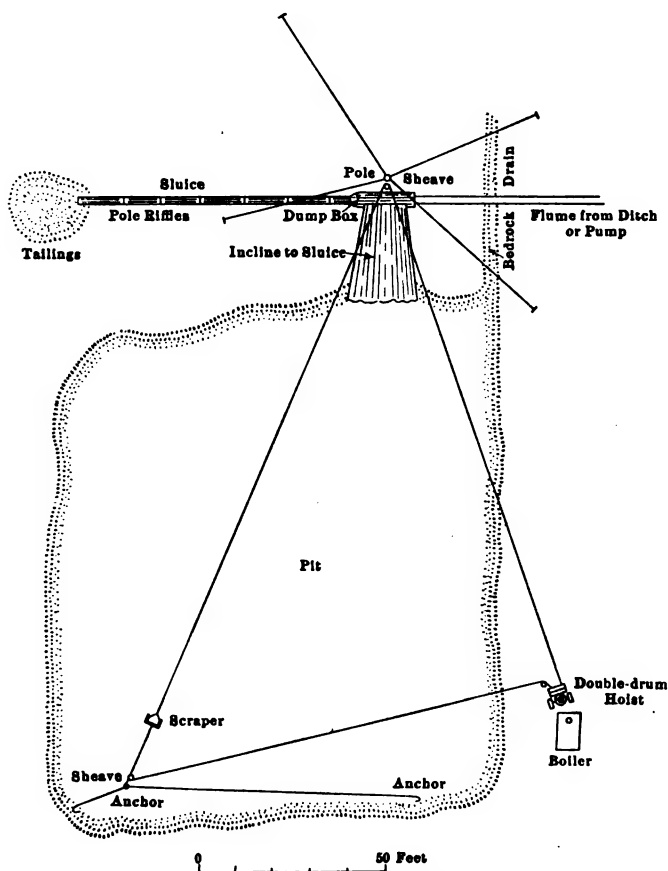 Pole
Sheave
Sluice
Pole Riffles
Dump Box
Bedrock Drain
Flume from Ditch
or Pump
Tailings
Incline to Sluice
Pit
Double-drum
Hoist
Scraper
Boiler
Sheave
Anchor
Anchor
0 50 Feet